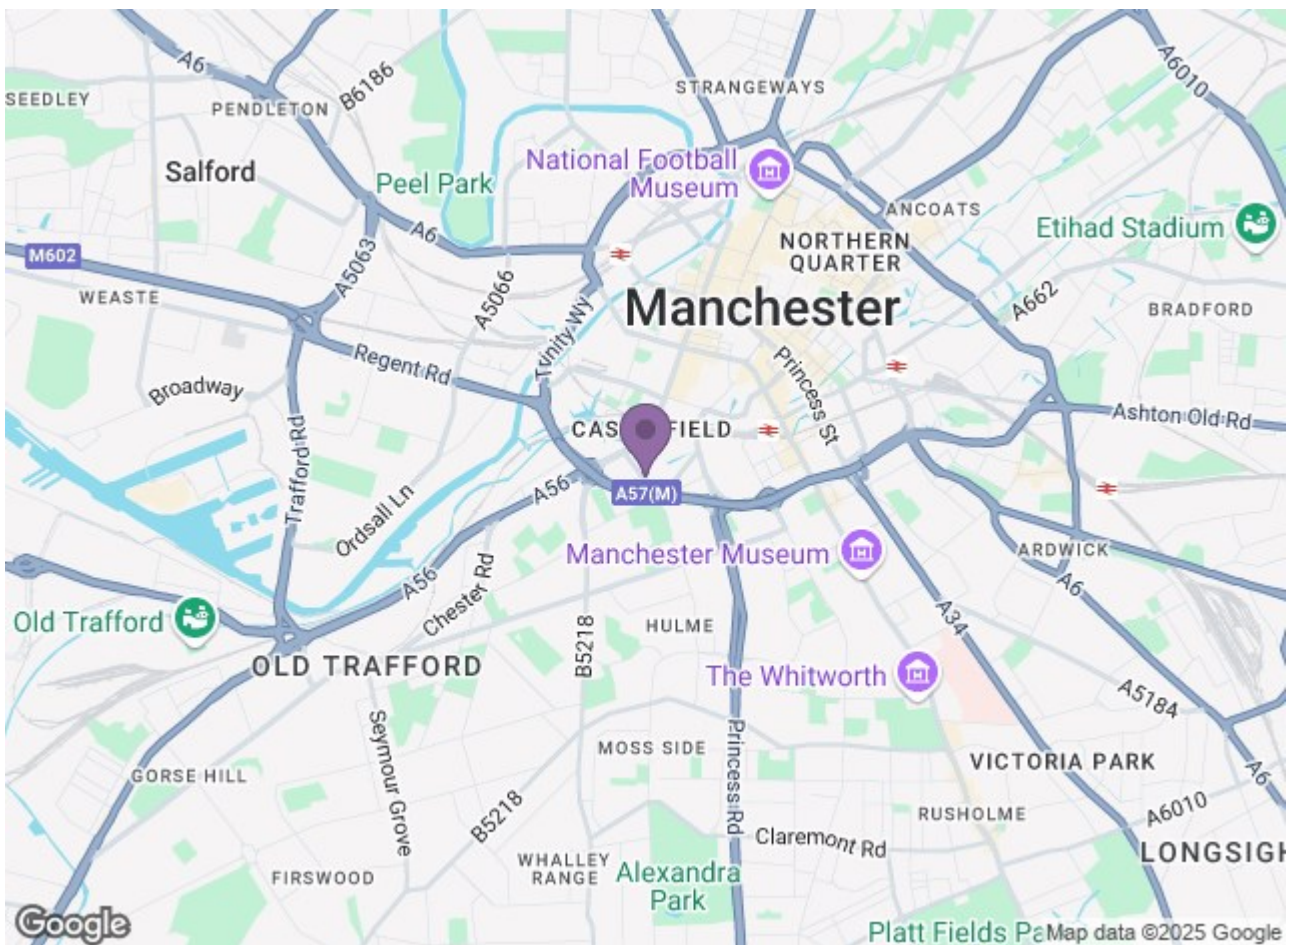 A6
B6186
SEEDLEY
PENDLETON
STRANGEWAYS
A6010
Salford
National Football
Museum
Peel Park
ANCOATS
A6
Etihad Stadium
NORTHERN
QUARTER
M602
A5063
WEASTE
A5066
Manchester
A662
BRADFORD
Trinity Wy
Regent Rd
Princess St
Broadway
Ashton Old Rd
Trafford Rd
A56
A57(M)
Ordsall Ln
Manchester Museum
ARDWICK
A56
Chester Rd
A6
Old Trafford
A34
B5218
HULME
OLD TRAFFORD
The Whitworth
A5184
Seymour Grove
Princess Rd
MOSS SIDE
VICTORIA PARK
GORSE HILL
A6
B5218
RUSHOLME
A6010
Claremont Rd
WHALLEY
RANGE
LONGSIGH
FIRSWOOD
Alexandra
Park
Google
Platt Fields Pa
Map data ©2025 Google